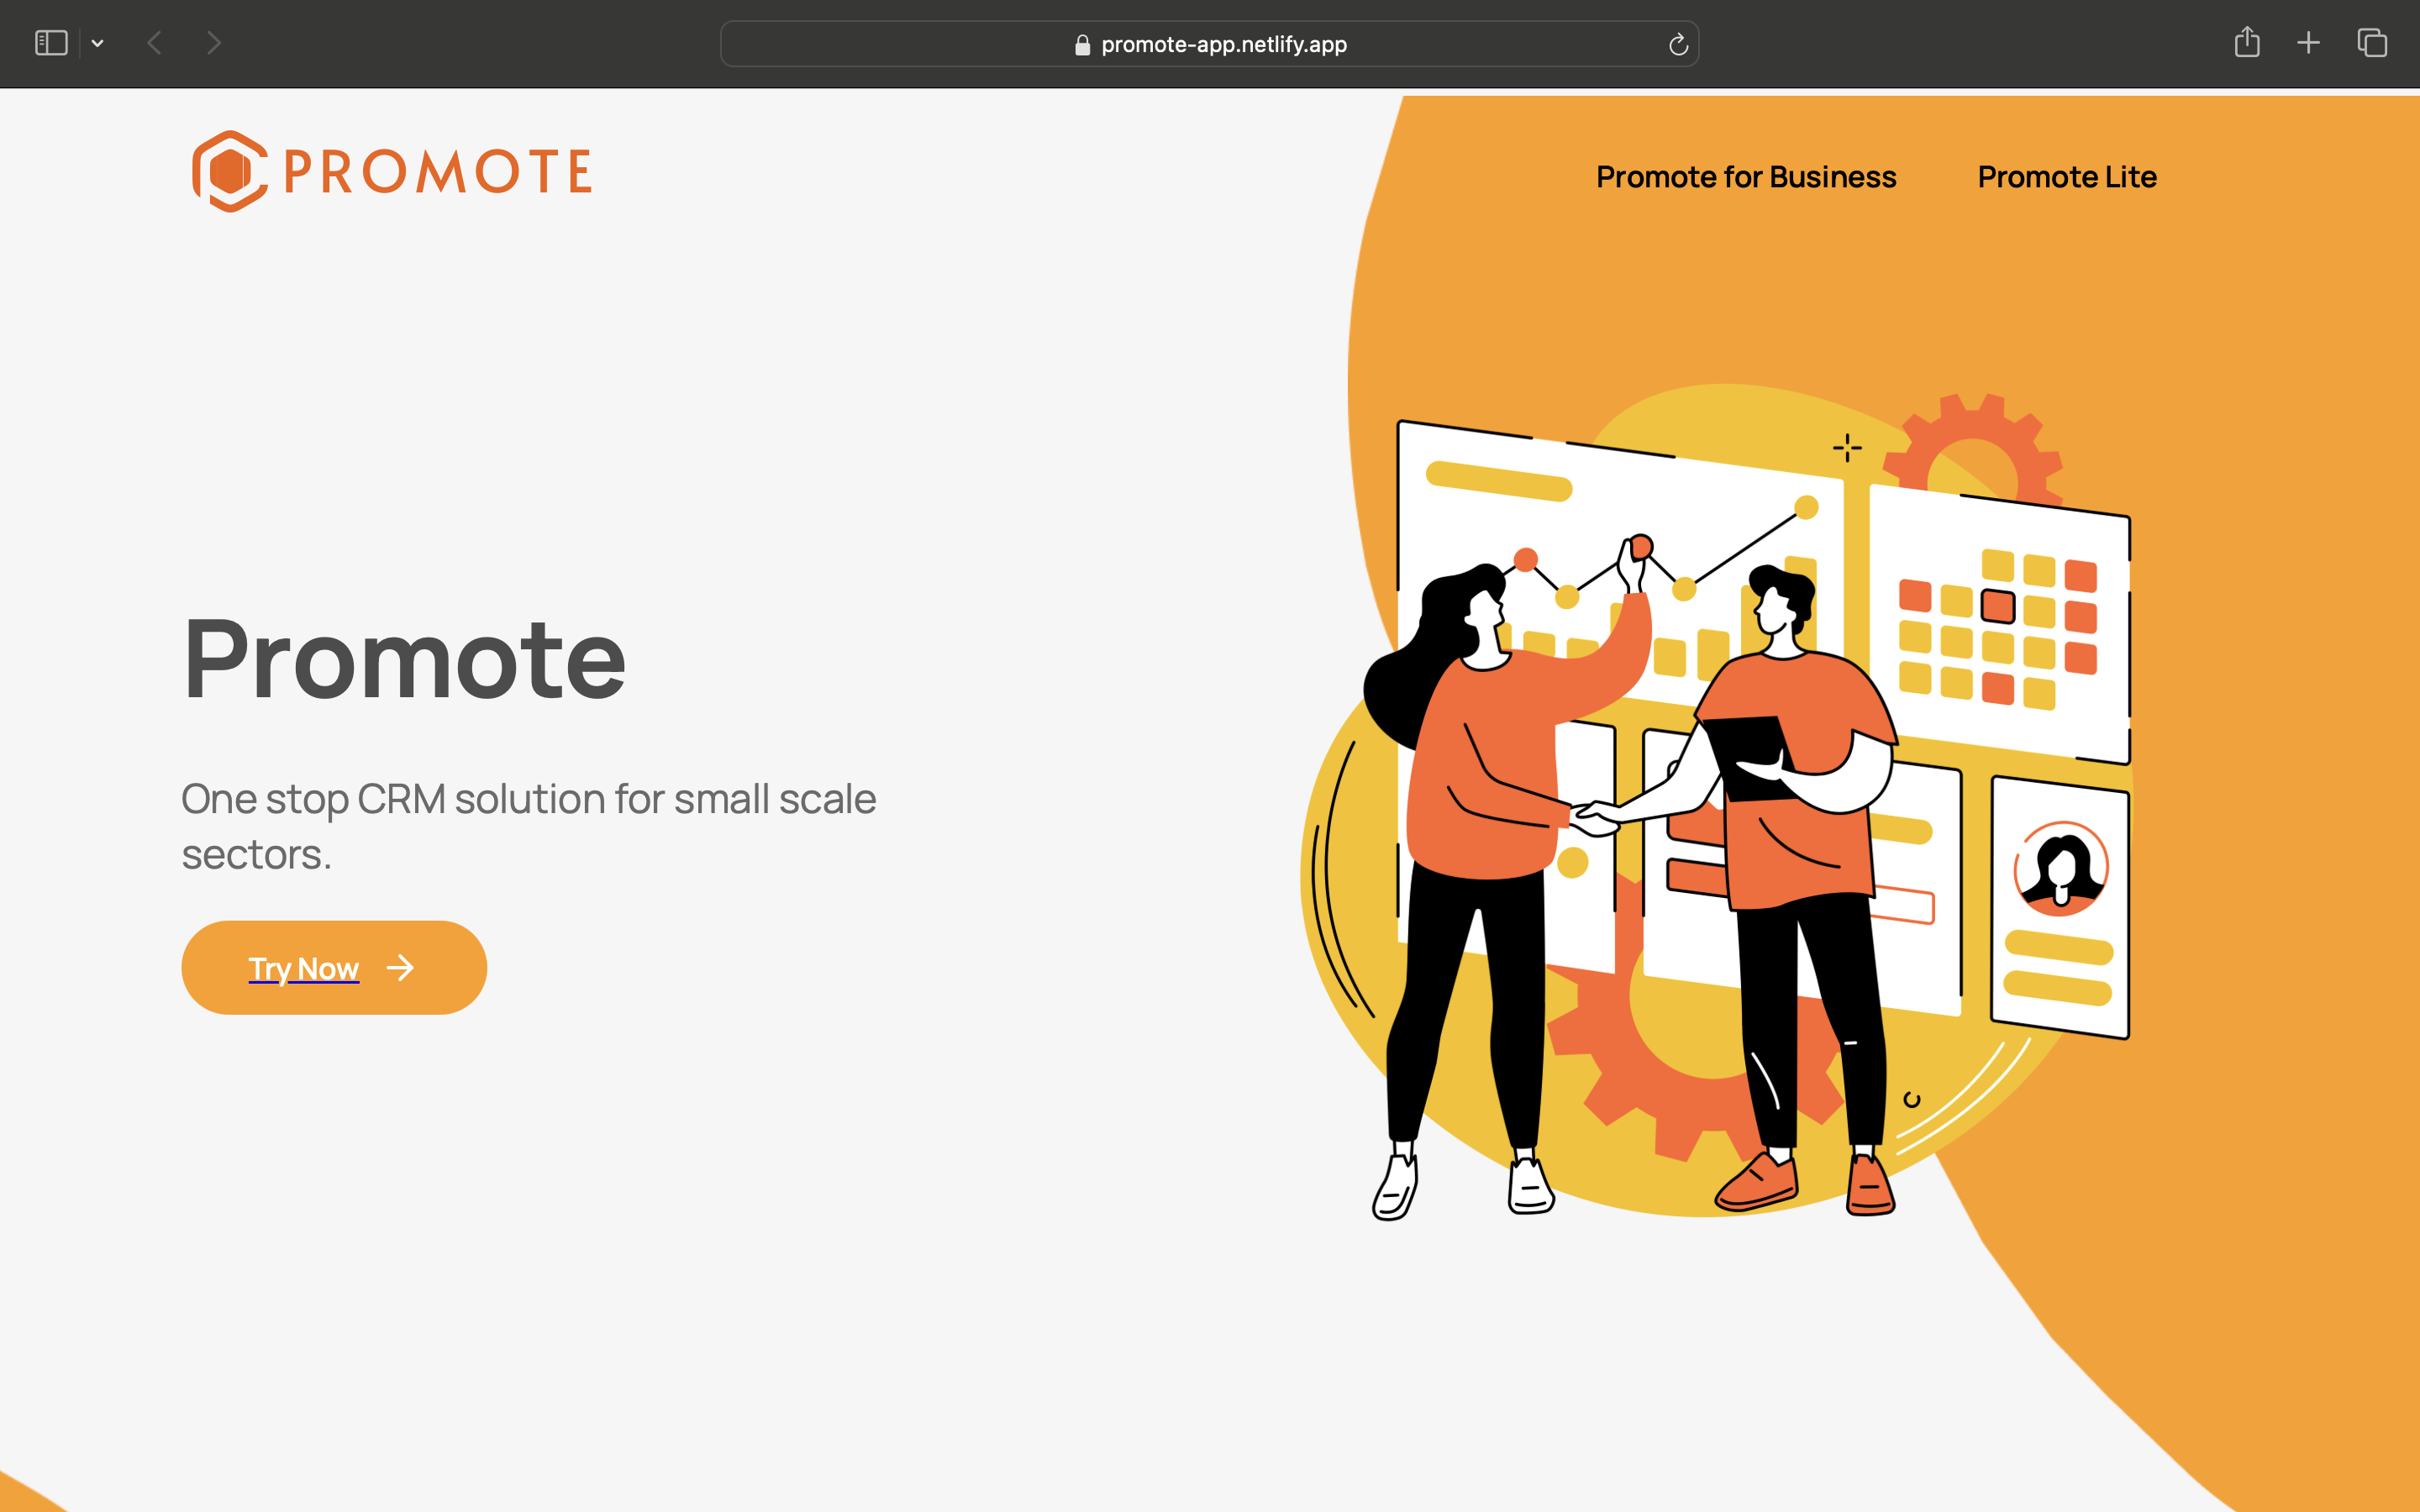 promote-app.netlify.app
PROMOTE
Promote for Business
Promote Lite
Promote
One stop CRM solution for small scale
sectors.
Try Now